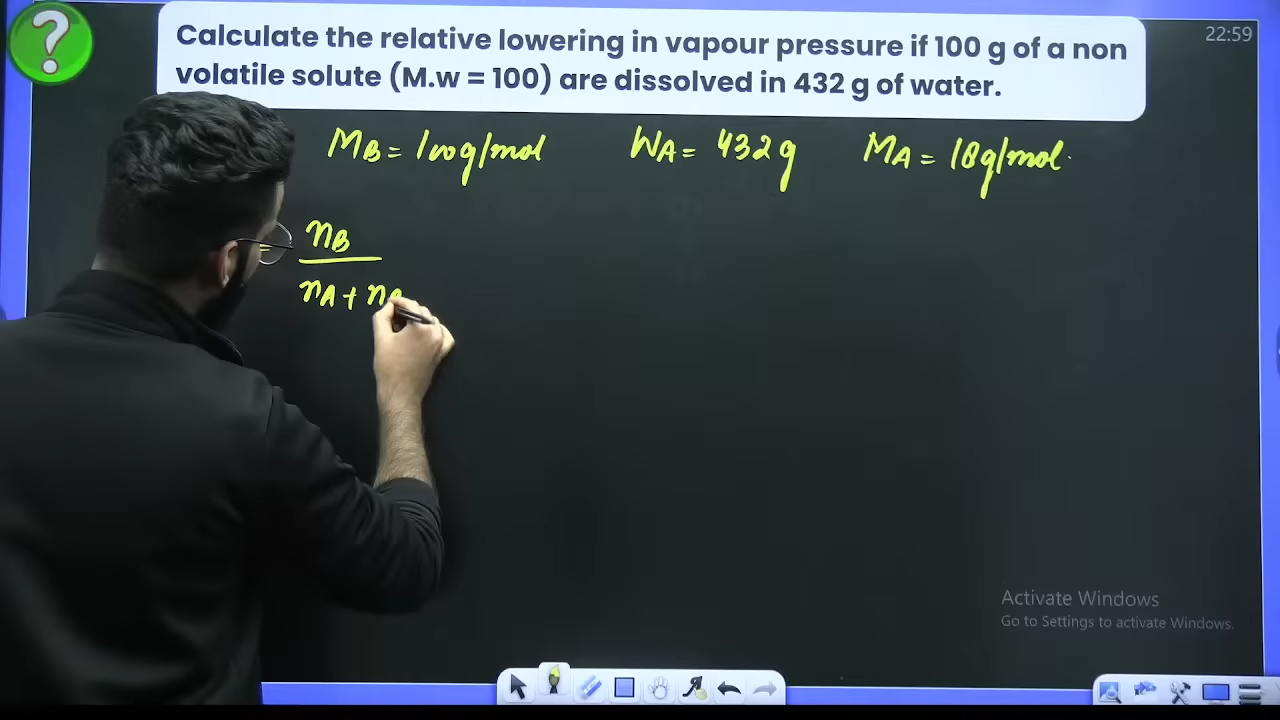 22:59
?
Calculate the relative lowering in vapour pressure if 100 g of a non
volatile solute (M.w = 100) are dissolved in 432 g of water.
MB = 100g/mol WA = 432g MA = 18g/mol.
= nB
nA + n
Activate Windows
Go to Settings to activate Windows.